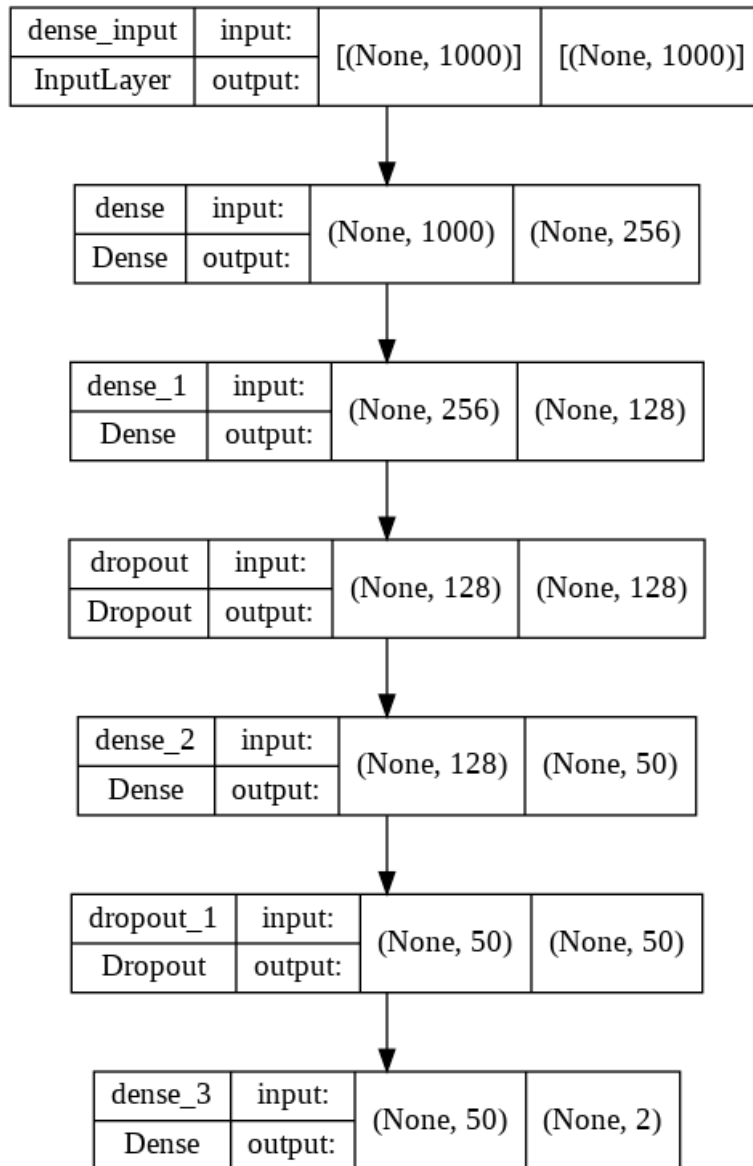 dense_input input: [(None, 1000)] [(None, 1000)]
InputLayer output:
dense input: (None, 1000) (None, 256)
Dense output:
dense_1 input: (None, 256) (None, 128)
Dense output:
dropout input: (None, 128) (None, 128)
Dropout output:
dense_2 input: (None, 128) (None, 50)
Dense output:
dropout_1 input: (None, 50) (None, 50)
Dropout output:
dense_3 input: (None, 50) (None, 2)
Dense output: